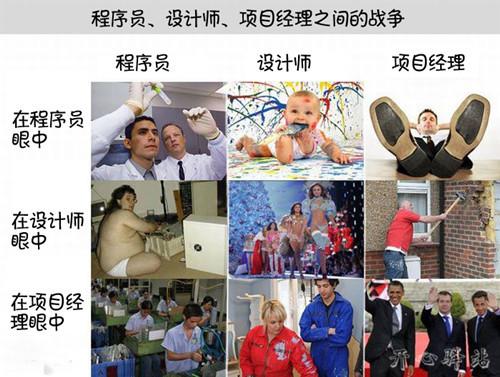 程序员、设计师、项目经理之间的战争
程序员 设计师 项目经理
在程序员
眼中
在设计师
眼中
在项目经
理眼中
开心驿站